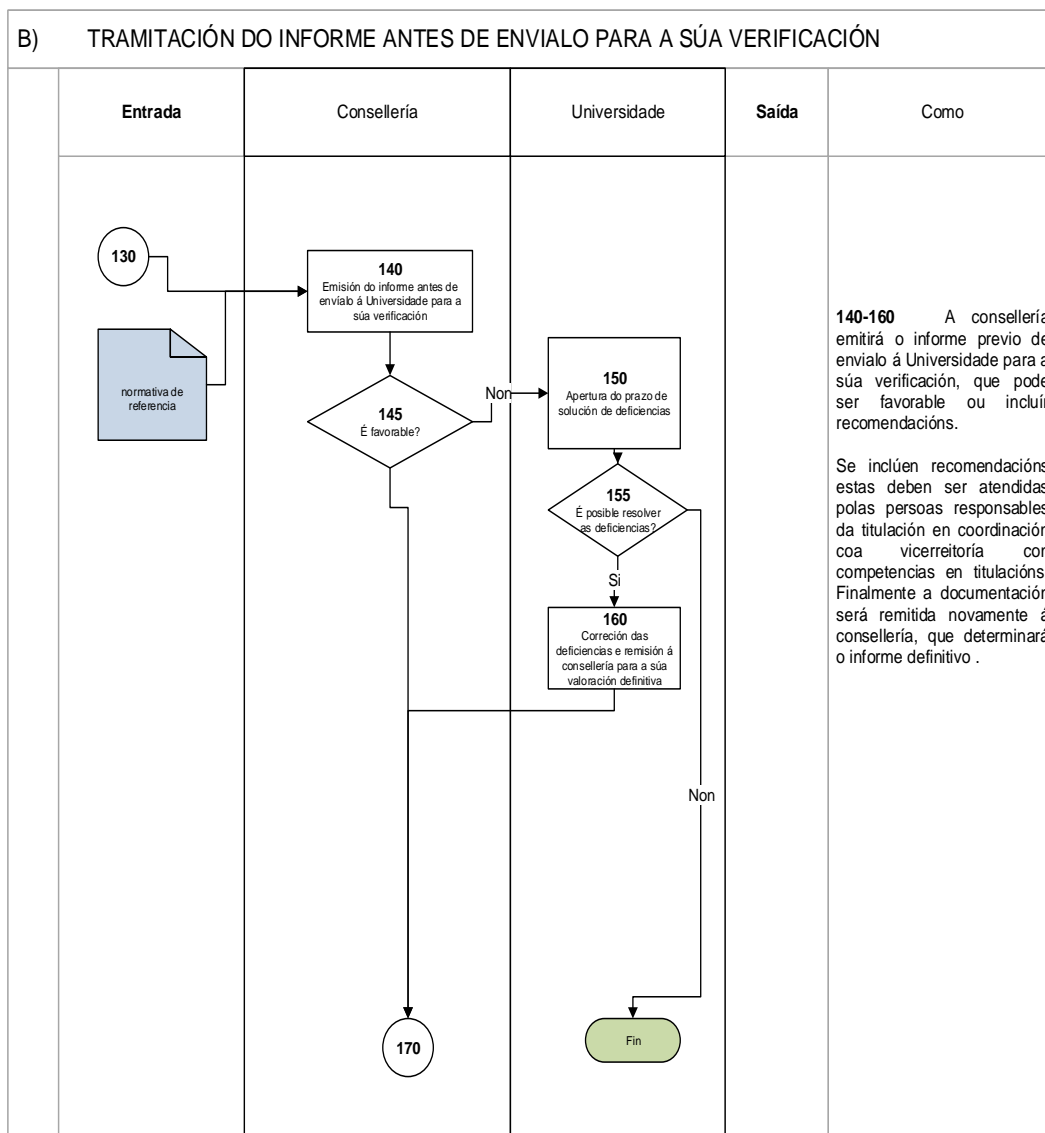 B) TRAMITACIÓN DO INFORME ANTES DE ENVIALO PARA A SÚA VERIFICACIÓN
Entrada
Consellería
Universidade
Saída
Como
130
normativa de
referencia
140
Emisión do informe antes de
envíalo á Universidade para a
súa verificación
145
É favorable?
Non
150
Apertura do prazo de
solución de deficiencias
155
É posible resolver
as deficiencias?
Si
160
Correción das
deficiencias e remisión á
consellería para a súa
valoración definitiva
Non
170
Fin
140-160 A consellería
emitirá o informe previo de
envialo á Universidade para a
súa verificación, que pode
ser favorable ou incluír
recomendacións.
Se inclúen recomendacións
estas deben ser atendidas
polas persoas responsables
da titulación en coordinación
coa vicerreitoría con
competencias en titulacións
Finalmente a documentación
será remitida novamente á
consellería, que determinará
o informe definitivo .